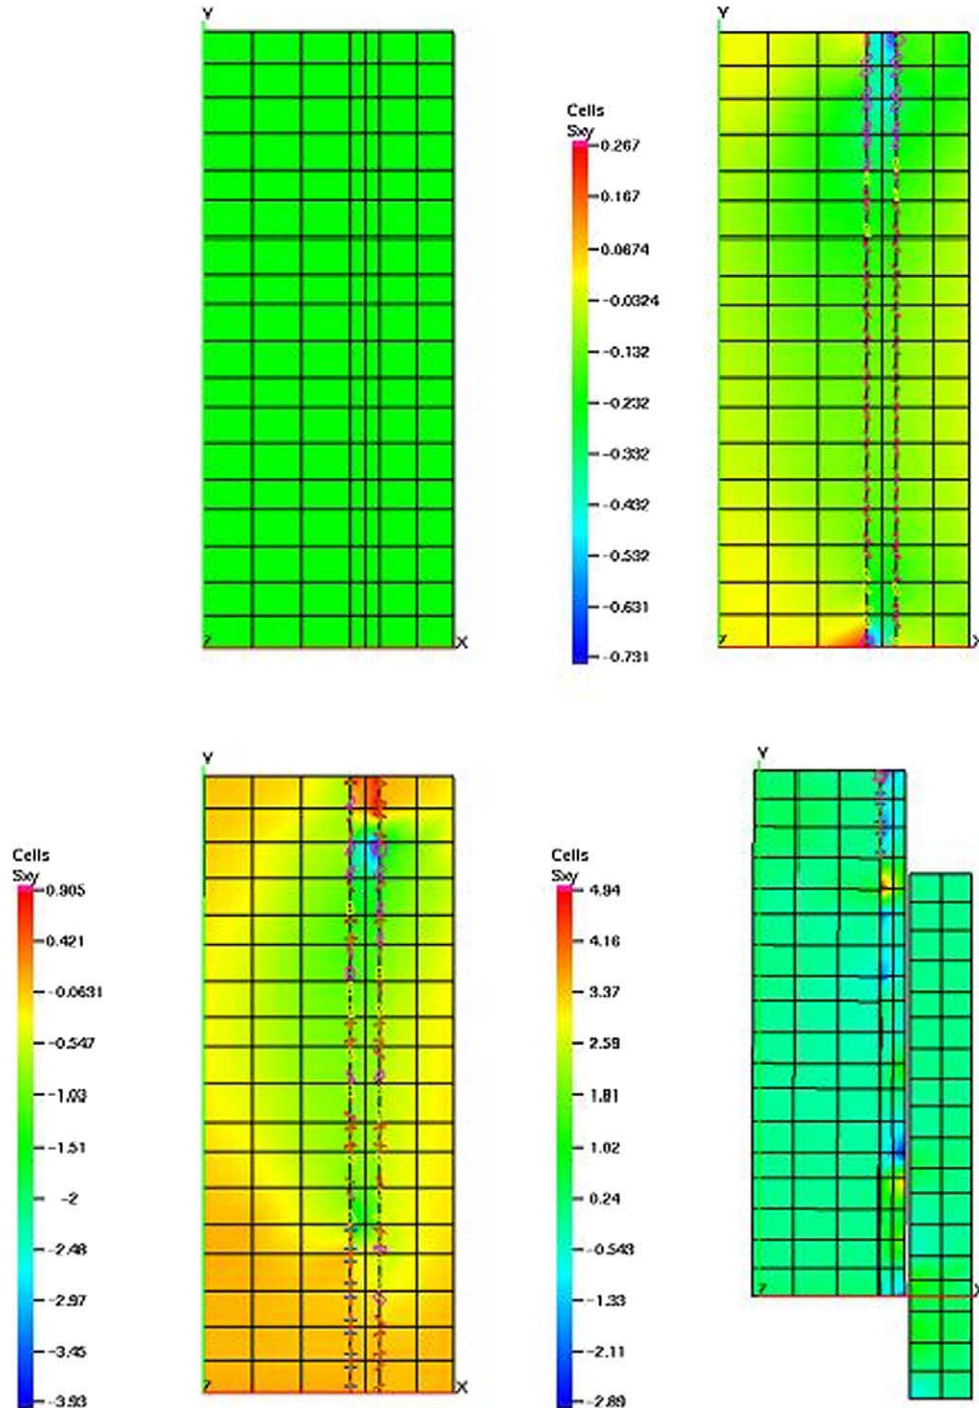 Y
Z
X
Cells
Sxy
0.267
0.167
0.0674
-0.0324
-0.132
-0.232
-0.332
-0.432
-0.532
-0.631
-0.731
Y
Z
X
Cells
Sxy
0.905
0.421
-0.0631
-0.547
-1.03
-1.51
-2
-2.48
-2.97
-3.45
-3.93
Y
Z
X
Cells
Sxy
4.94
4.16
3.37
2.59
1.81
1.02
0.24
-0.543
-1.33
-2.11
-2.89
Y
Z
X